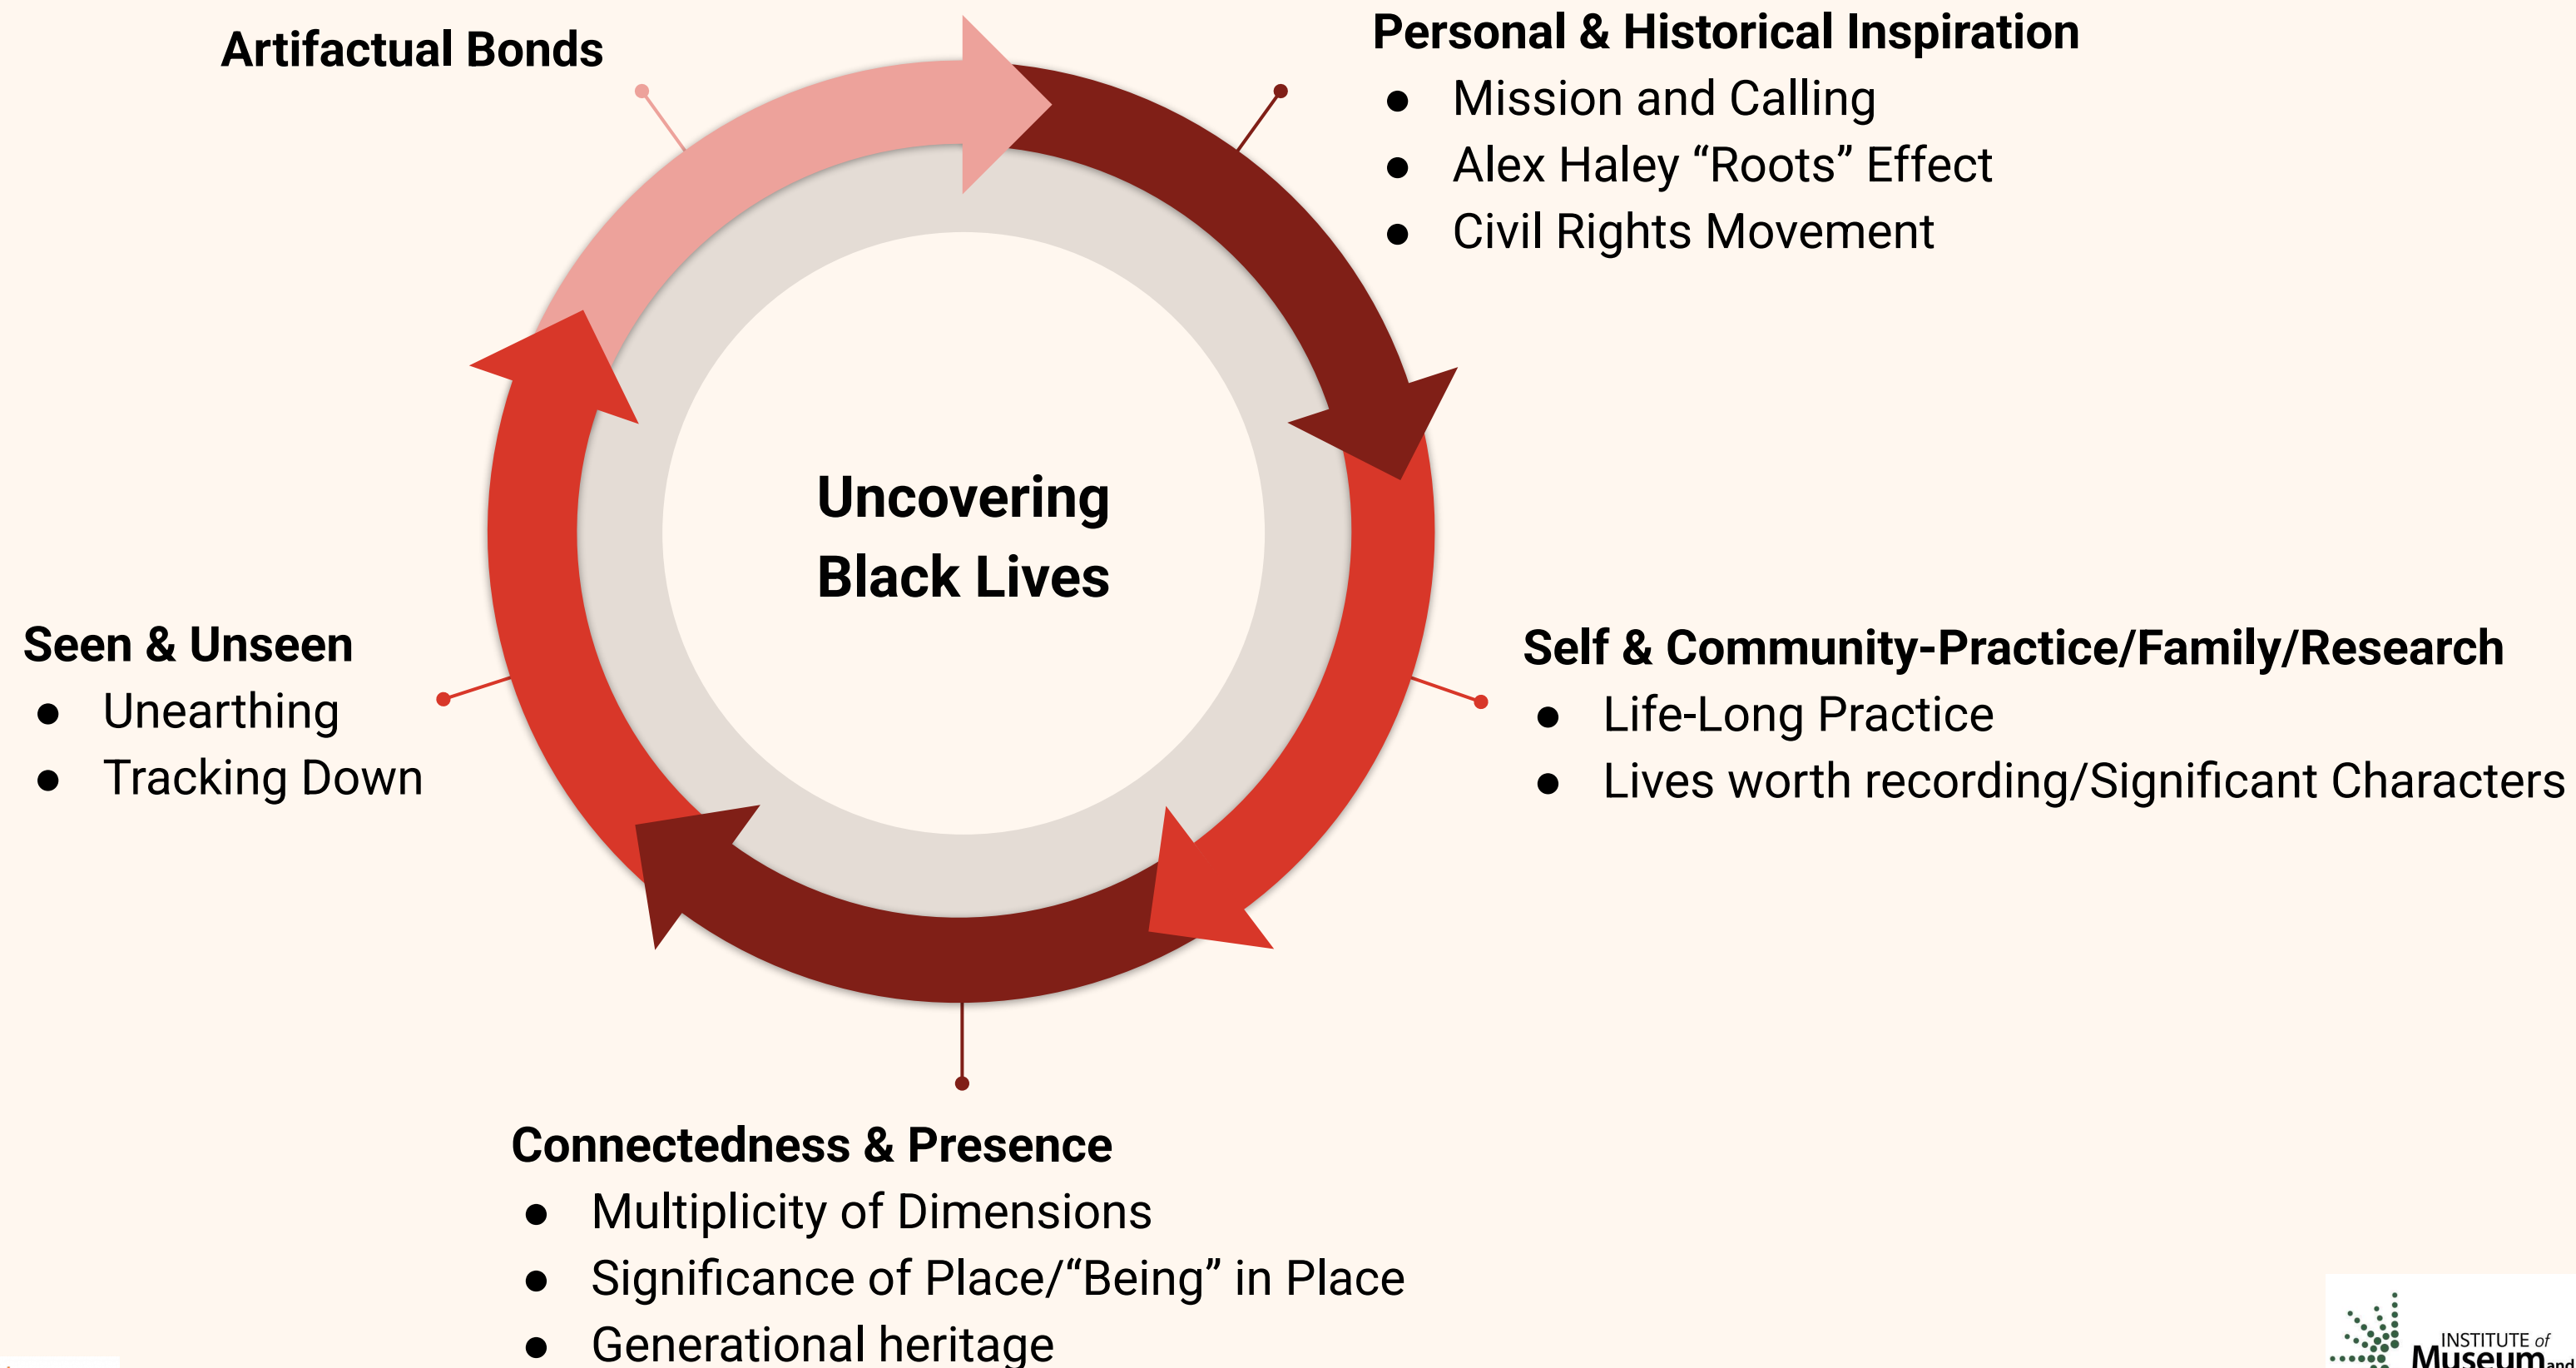 Artifactual Bonds
Personal & Historical Inspiration
● Mission and Calling
● Alex Haley “Roots” Effect
● Civil Rights Movement
Uncovering
Black Lives
Seen & Unseen
● Unearthing
● Tracking Down
Self & Community-Practice/Family/Research
● Life-Long Practice
● Lives worth recording/Significant Characters
Connectedness & Presence
● Multiplicity of Dimensions
● Significance of Place/“Being” in Place
● Generational heritage
INSTITUTE of
Museum and